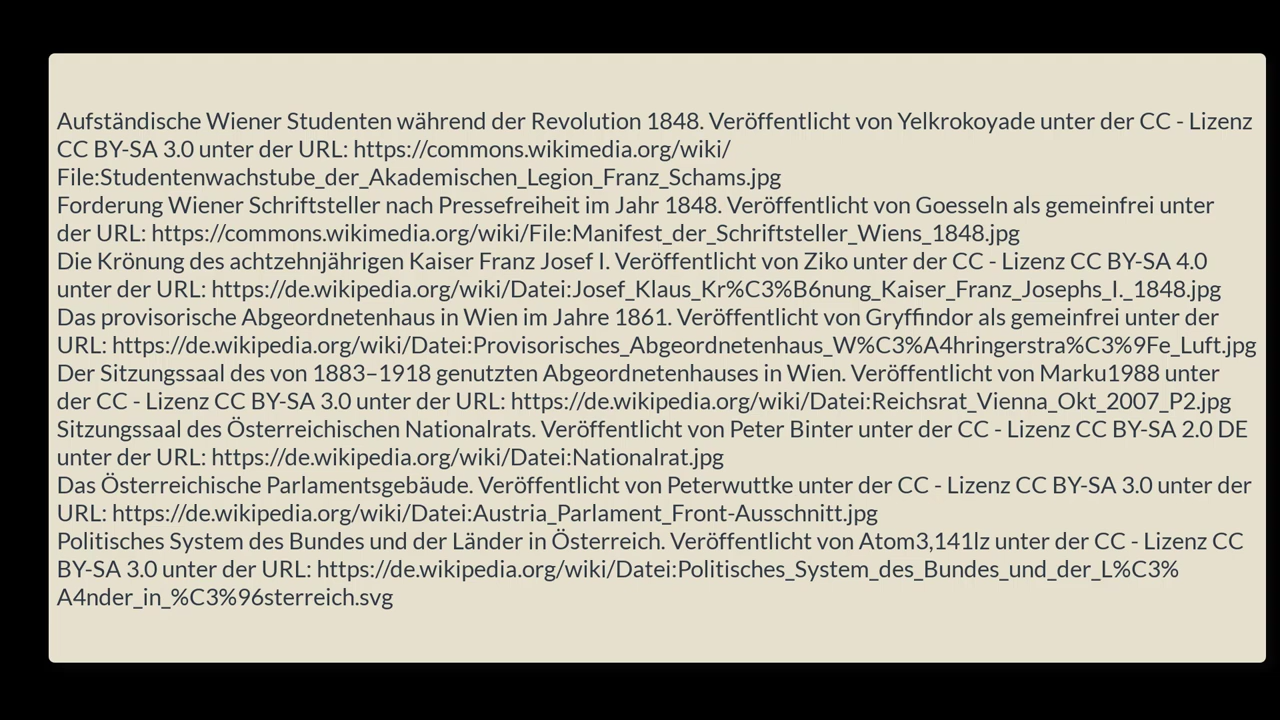 Aufständische Wiener Studenten während der Revolution 1848. Veröffentlicht von Yelkrokoyade unter der CC - Lizenz
CC BY-SA 3.0 unter der URL: https://commons.wikimedia.org/wiki/
File:Studentenwachstube_der_Akademischen_Legion_Franz_Schams.jpg
Forderung Wiener Schriftsteller nach Pressefreiheit im Jahr 1848. Veröffentlicht von Goesseln als gemeinfrei unter
der URL: https://commons.wikimedia.org/wiki/File:Manifest_der_Schriftsteller_Wiens_1848.jpg
Die Krönung des achtzehnjährigen Kaiser Franz Josef I. Veröffentlicht von Ziko unter der CC - Lizenz CC BY-SA 4.0
unter der URL: https://de.wikipedia.org/wiki/Datei:Josef_Klaus_Kr%C3%B6nung_Kaiser_Franz_Josephs_I._1848.jpg
Das provisorische Abgeordnetenhaus in Wien im Jahre 1861. Veröffentlicht von Gryffindor als gemeinfrei unter der
URL: https://de.wikipedia.org/wiki/Datei:Provisorisches_Abgeordnetenhaus_W%C3%A4hringerstra%C3%9Fe_Luft.jpg
Der Sitzungssaal des von 1883–1918 genutzten Abgeordnetenhauses in Wien. Veröffentlicht von Marku1988 unter
der CC - Lizenz CC BY-SA 3.0 unter der URL: https://de.wikipedia.org/wiki/Datei:Reichsrat_Vienna_Okt_2007_P2.jpg
Sitzungssaal des Österreichischen Nationalrats. Veröffentlicht von Peter Binter unter der CC - Lizenz CC BY-SA 2.0 DE
unter der URL: https://de.wikipedia.org/wiki/Datei:Nationalrat.jpg
Das Österreichische Parlamentsgebäude. Veröffentlicht von Peterwuttke unter der CC - Lizenz CC BY-SA 3.0 unter der
URL: https://de.wikipedia.org/wiki/Datei:Austria_Parlament_Front-Ausschnitt.jpg
Politisches System des Bundes und der Länder in Österreich. Veröffentlicht von Atom3,141lz unter der CC - Lizenz CC
BY-SA 3.0 unter der URL: https://de.wikipedia.org/wiki/Datei:Politisches_System_des_Bundes_und_der_L%C3%
A4nder_in_%C3%96sterreich.svg